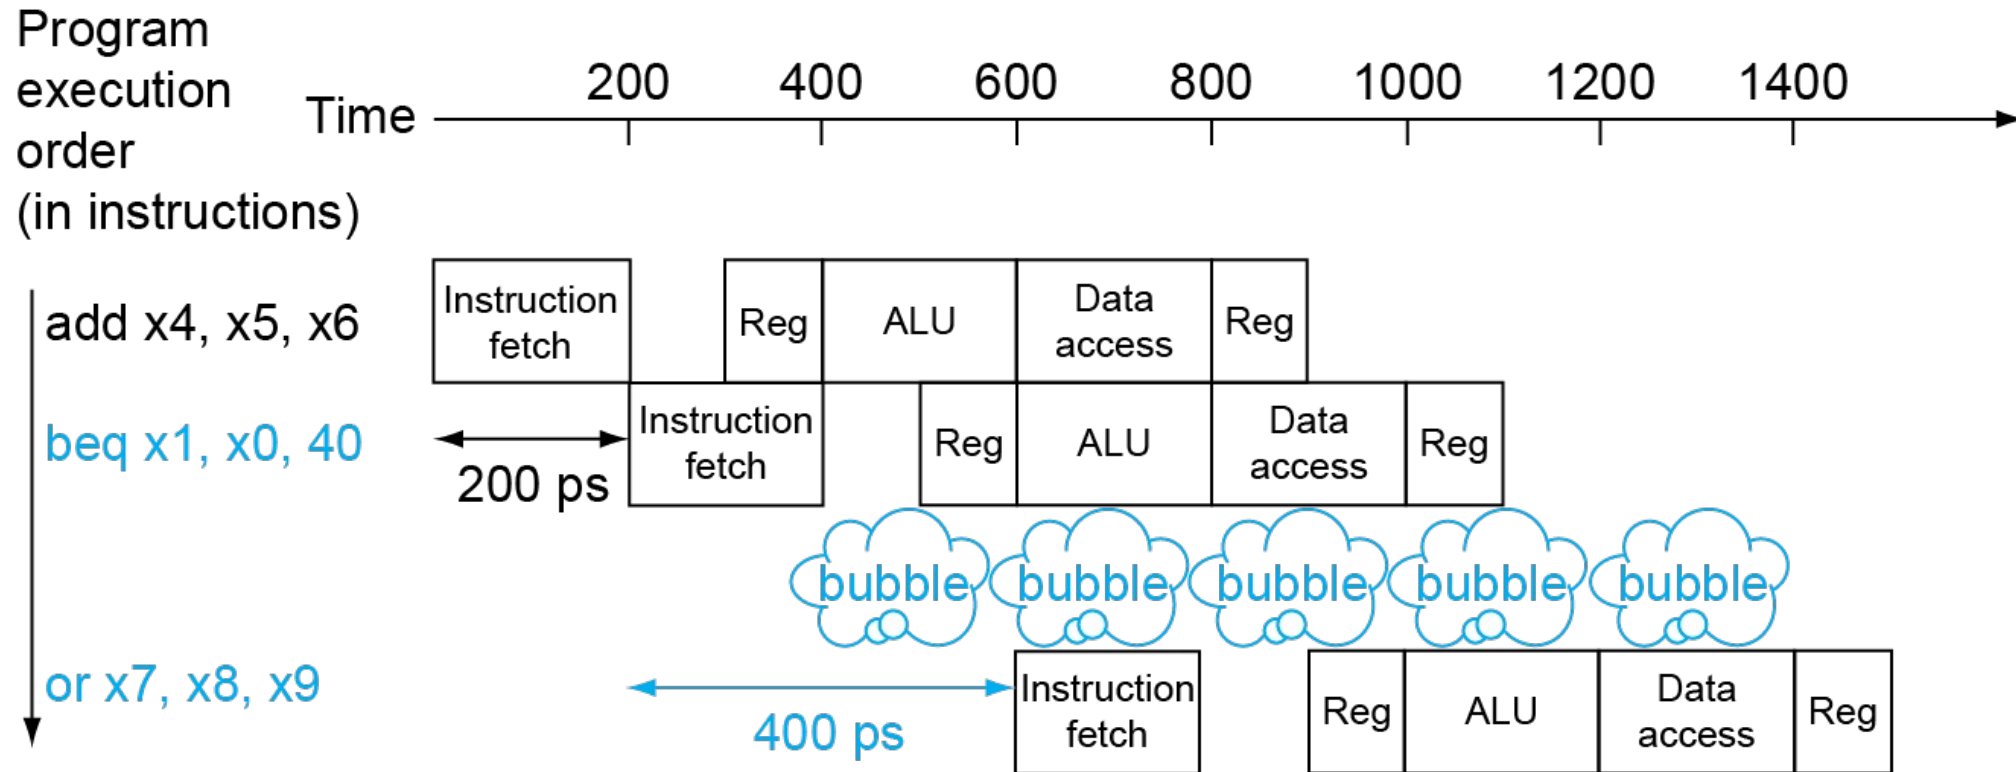 Program
execution
order
(in instructions)
Time
200 400 600 800 1000 1200 1400
add x4, x5, x6
Instruction
fetch
Reg
ALU
Data
access
Reg
beq x1, x0, 40
200 ps
Instruction
fetch
Reg
ALU
Data
access
Reg
bubble bubble bubble bubble bubble
or x7, x8, x9
400 ps
Instruction
fetch
Reg
ALU
Data
access
Reg